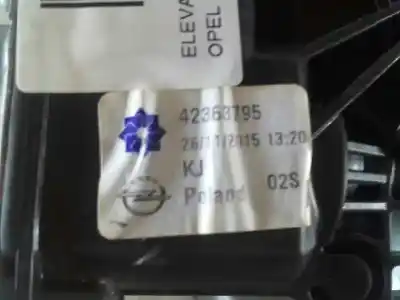 ELEVA
OPEL
42363795
26/11/2015 13:20
KJ
Poland 02S